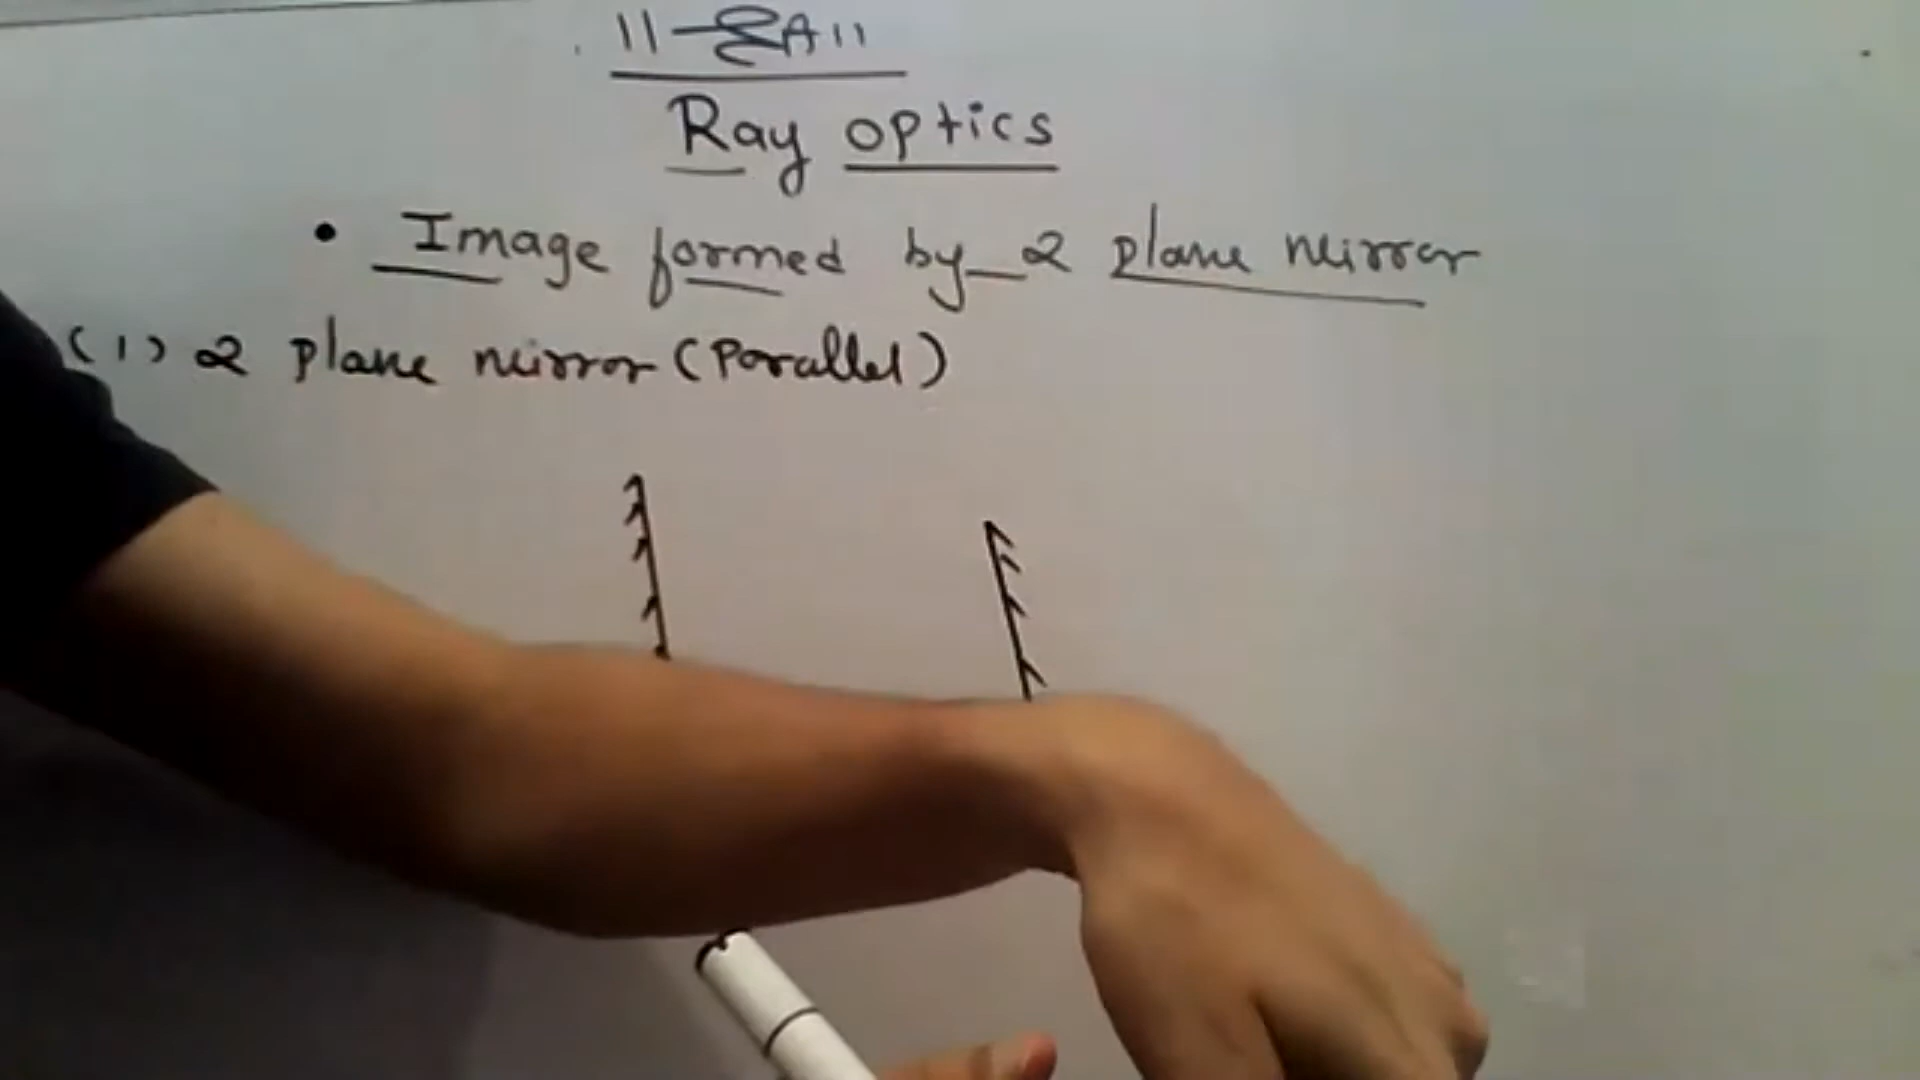 Ray optics
• Image formed by 2 plane mirror
(1) 2 plane mirror (Parallel)